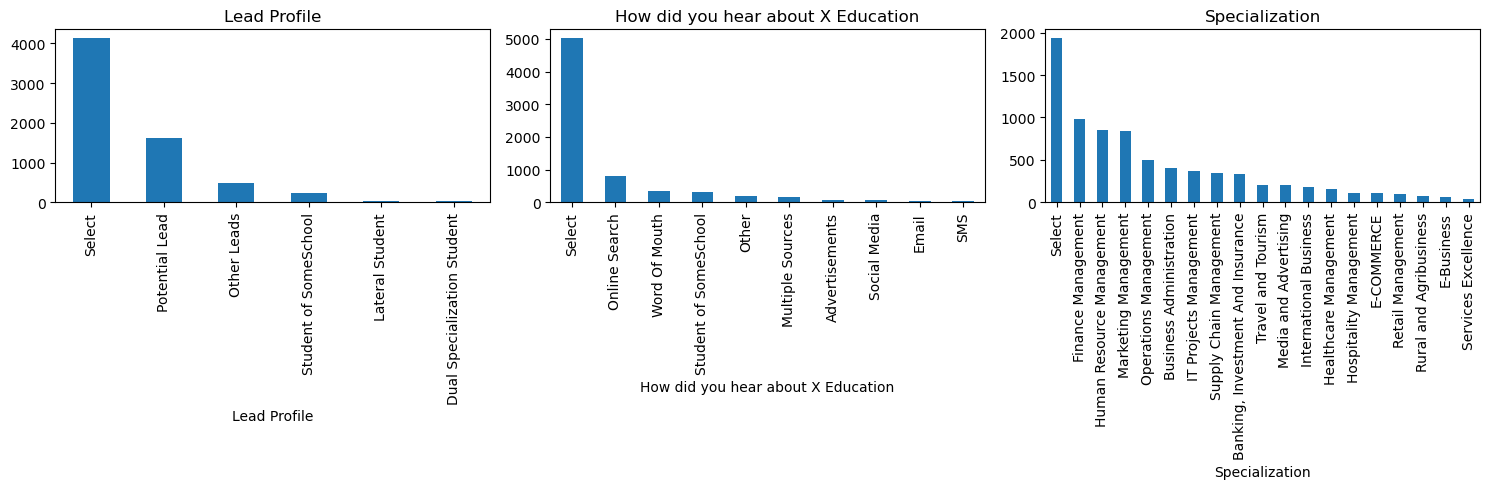 Lead Profile
4000
3000
2000
1000
0
Select
Potential Lead
Other Leads
Student of SomeSchool
Lateral Student
Dual Specialization Student
Lead Profile
How did you hear about X Education
5000
4000
3000
2000
1000
0
Select
Online Search
Word Of Mouth
Student of SomeSchool
Other
Multiple Sources
Advertisements
Social Media
Email
SMS
How did you hear about X Education
Specialization
2000
1500
1000
500
0
Select
Finance Management
Human Resource Management
Marketing Management
Operations Management
Business Administration
IT Projects Management
Supply Chain Management
Banking, Investment And Insurance
Travel and Tourism
Media and Advertising
International Business
Healthcare Management
Hospitality Management
E-COMMERCE
Retail Management
Rural and Agribusiness
E-Business
Services Excellence
Specialization